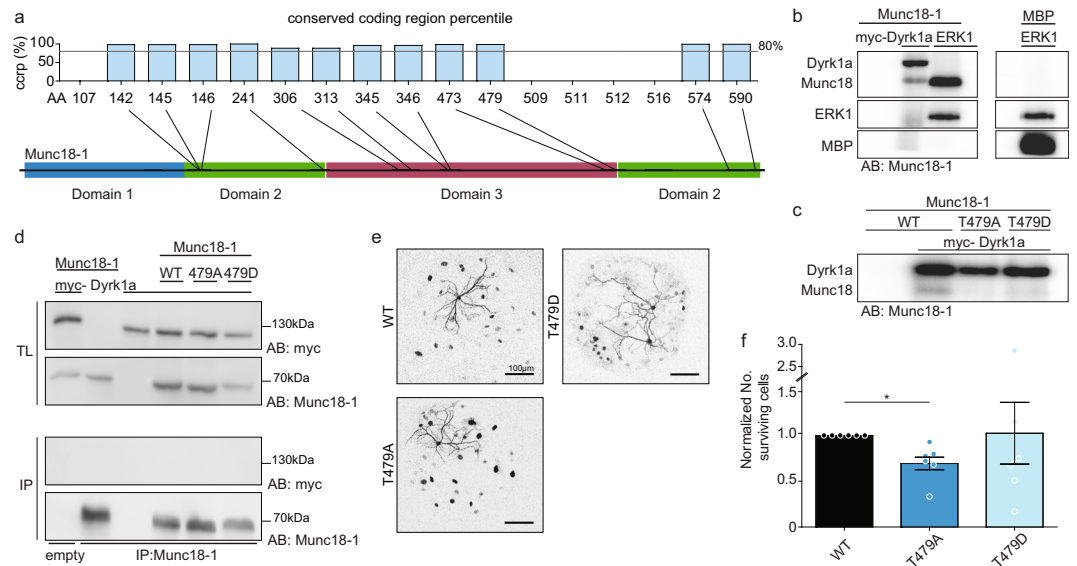 a
conserved coding region percentile
ccrp (%)
100
50
0
80%
AA 107 142 145 146 241 306 313 345 346 473 479 509 511 512 516 574 590
Munc18-1
Domain 1 Domain 2 Domain 3 Domain 2
b
Munc18-1 MBP
myc-Dyrk1a ERK1 ERK1
Dyrk1a
Munc18
ERK1
MBP
AB: Munc-18-1
c
Munc18-1
WT T479A T479D
myc- Dyrk1a
Dyrk1a
Munc18
AB: Munc18-1
d
Munc18-1
Munc18-1 WT 479A 479D
myc- Dyrk1a
TL
130kDa
AB: myc
70kDa
AB: Munc18-1
IP
130kDa
AB: myc
70kDa
AB: Munc18-1
empty IP:Munc18-1
e
WT
100µm
T479D
T479A
f
Normalized No.
surviving cells
3.0
2.5
1.5
1.0
0.5
0
*
WT T479A T479D